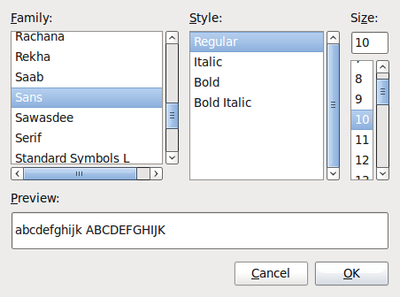 Family:
Rachana
Rekha
Saab
Sans
Sawasdee
Serif
Standard Symbols L
Style:
Regular
Italic
Bold
Bold Italic
Size:
10
8
9
10
11
12
Preview:
abcdefghijk ABCDEFGHIJK
Cancel
OK